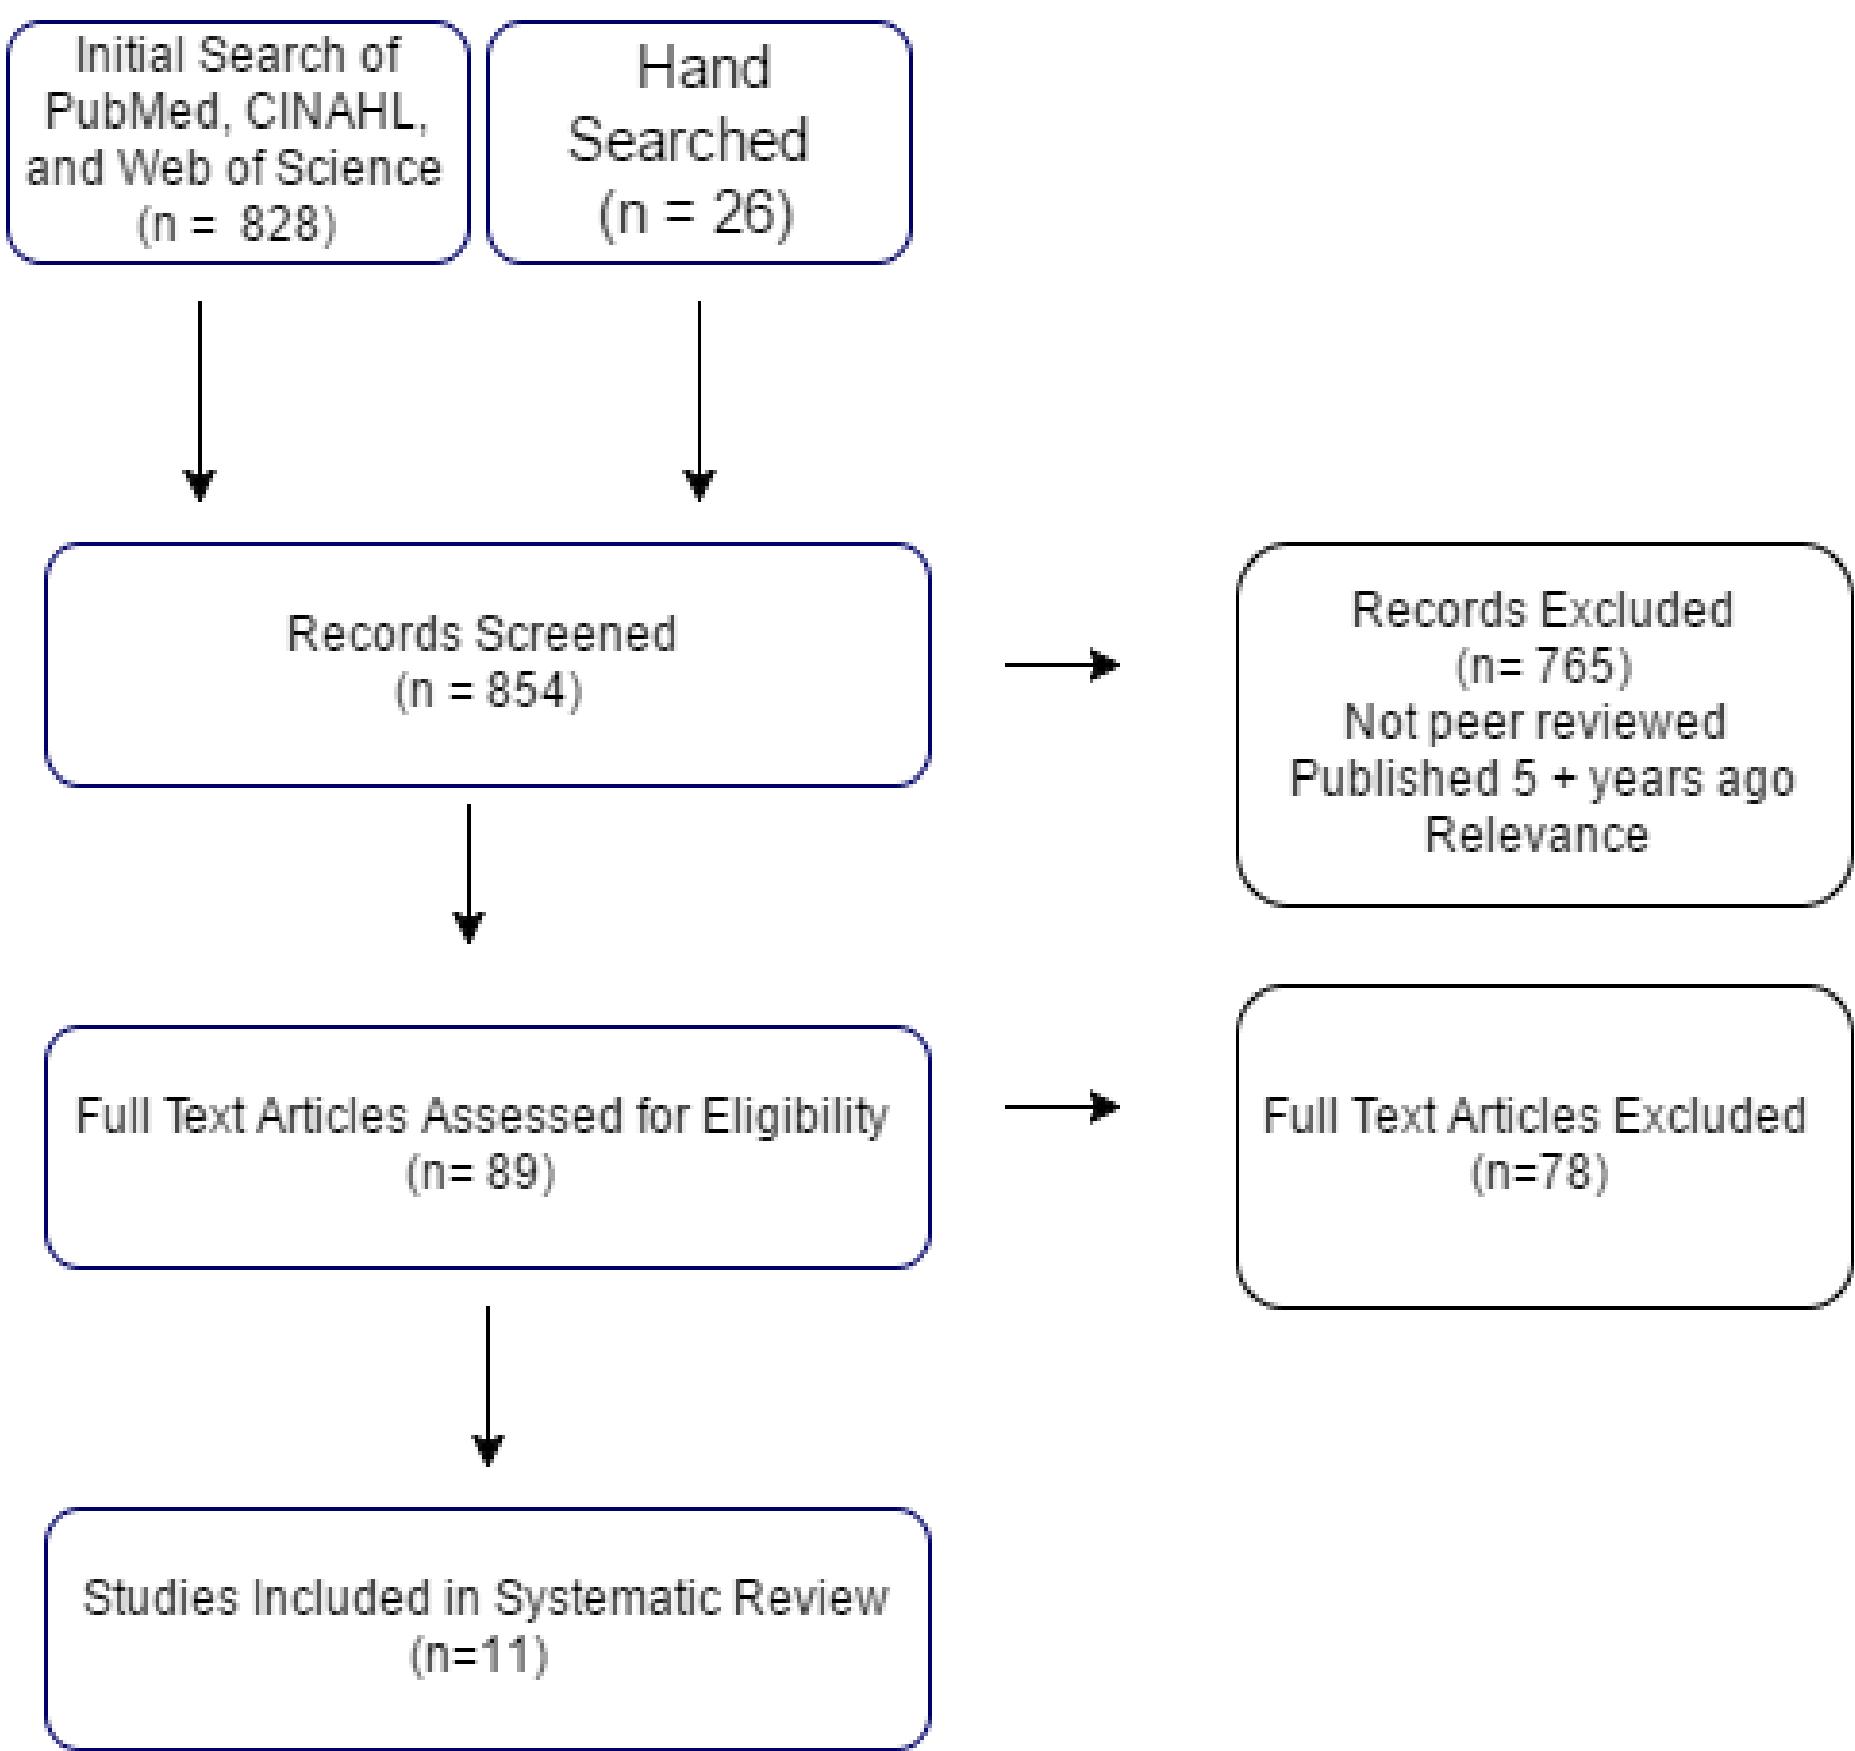 Initial Search of
PubMed, CINAHL,
and Web of Science
(n = 828)
Hand
Searched
(n = 26)
Records Screened
(n = 854)
Records Excluded
(n= 765)
Not peer reviewed
Published 5 + years ago
Relevance
Full Text Articles Assessed for Eligibility
(n= 89)
Full Text Articles Excluded
(n=78)
Studies Included in Systematic Review
(n=11)